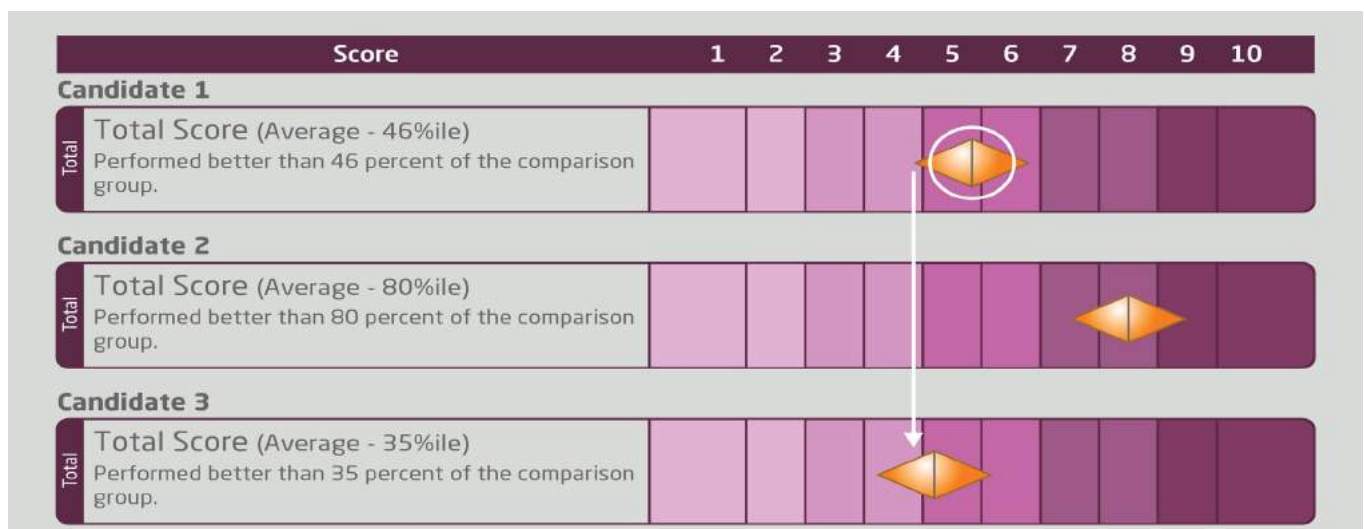 Score 1 2 3 4 5 6 7 8 9 10
Candidate 1
Total
Total Score (Average - 46%ile)
Performed better than 46 percent of the comparison
group.
Candidate 2
Total
Total Score (Average - 80%ile)
Performed better than 80 percent of the comparison
group.
Candidate 3
Total
Total Score (Average - 35%ile)
Performed better than 35 percent of the comparison
group.